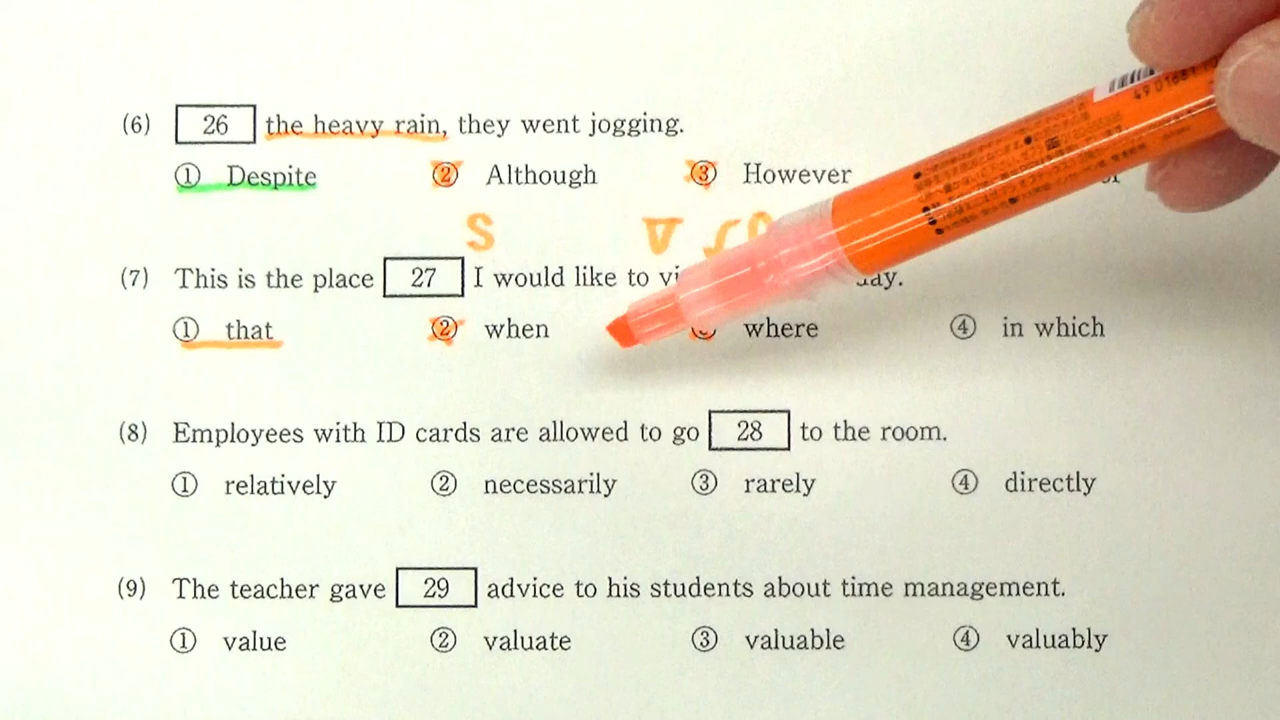 (6) 26 the heavy rain, they went jogging.
① Despite ② Although ③ However
S V
(7) This is the place 27 I would like to day.
① that ② when ③ where ④ in which
(8) Employees with ID cards are allowed to go 28 to the room.
① relatively ② necessarily ③ rarely ④ directly
(9) The teacher gave 29 advice to his students about time management.
① value ② valuate ③ valuable ④ valuably